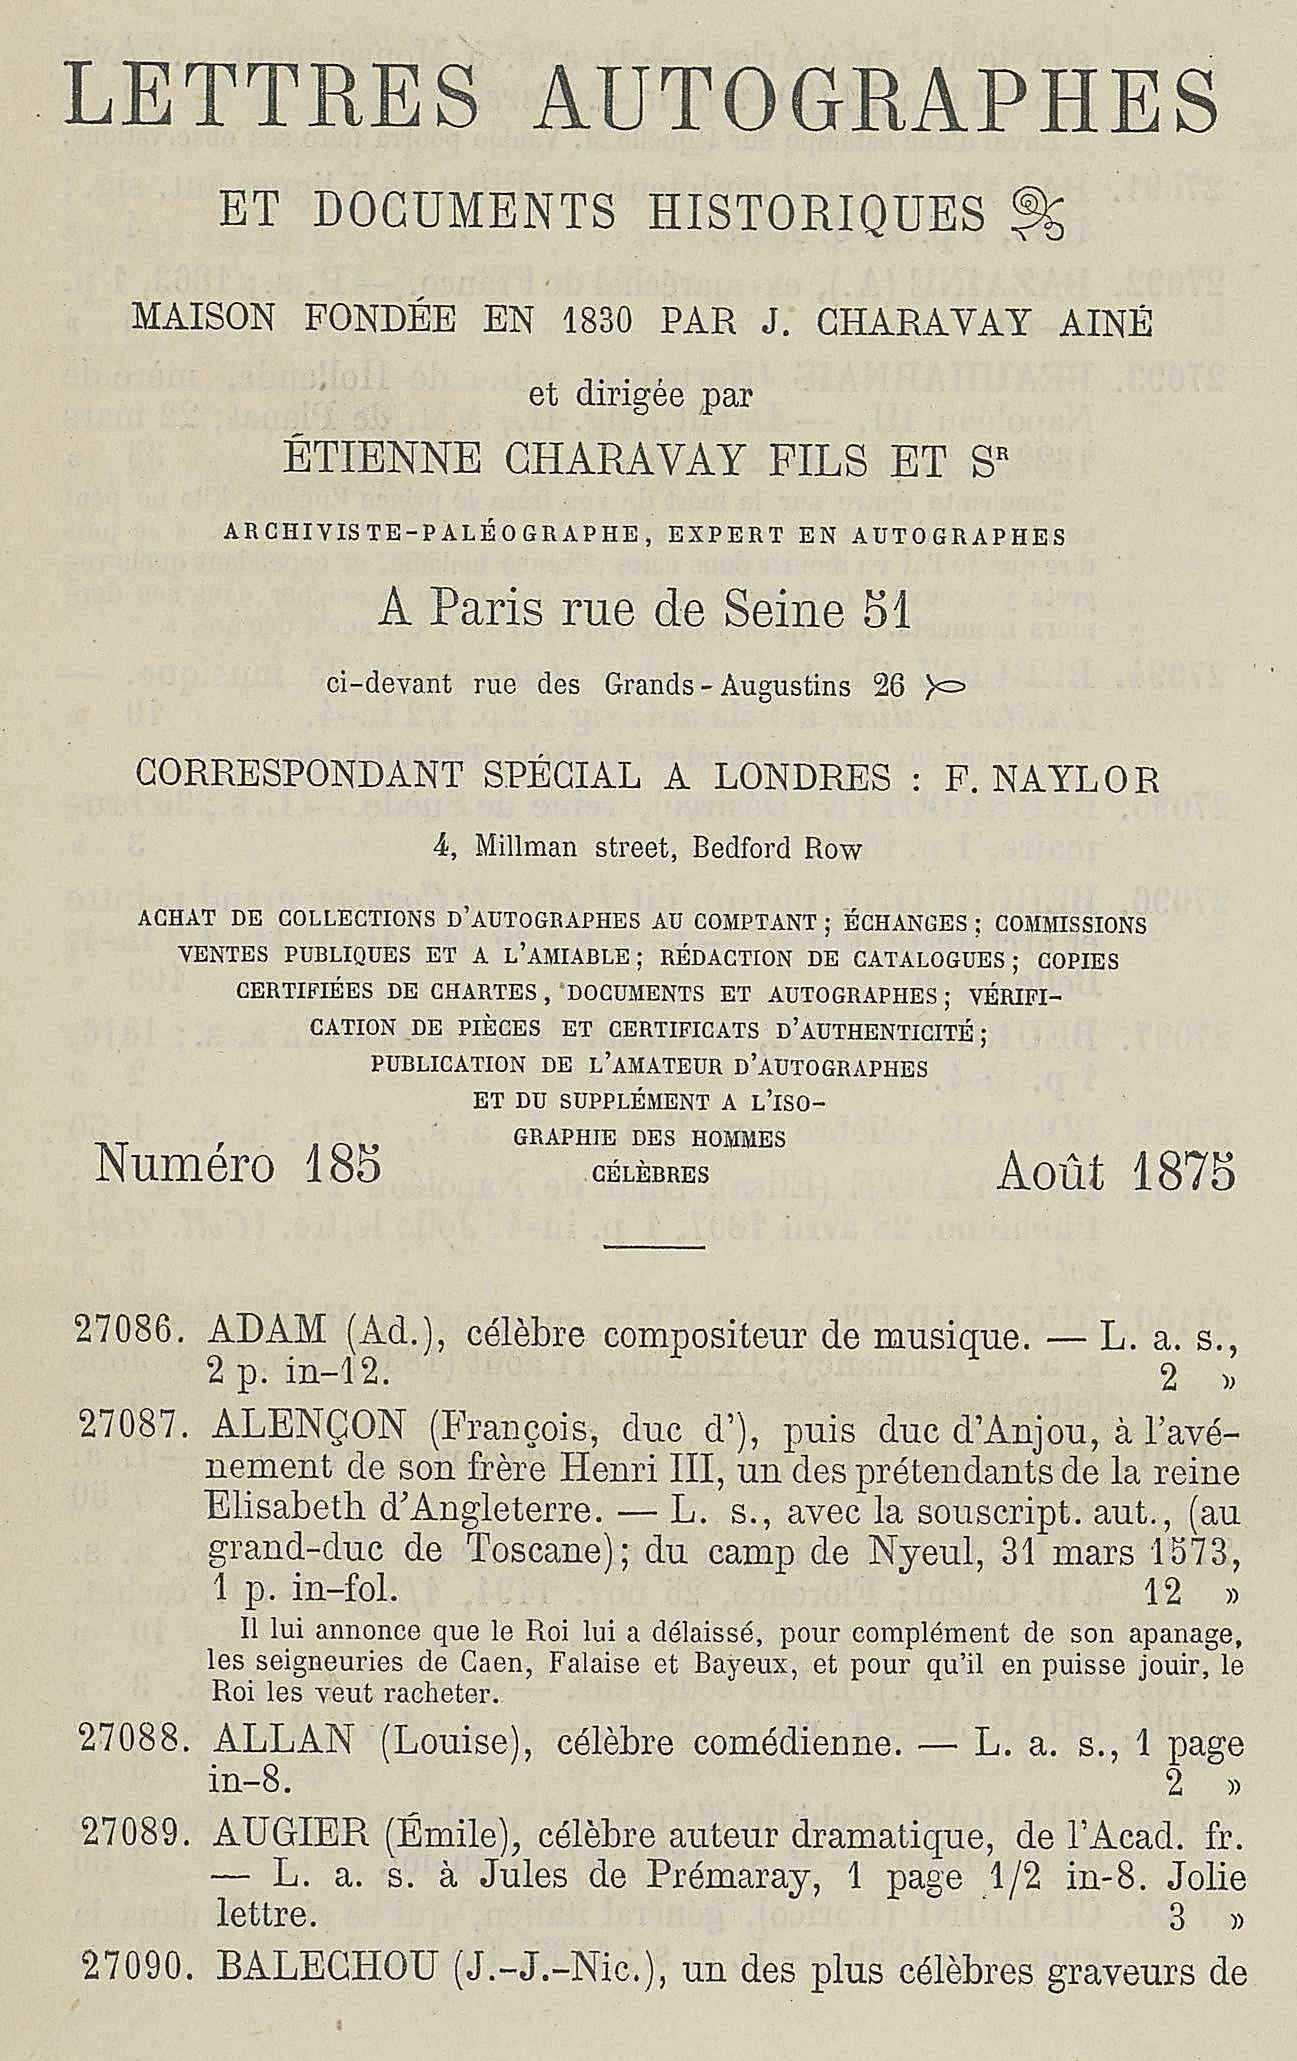 LETTRES AUTOGRAPHES
ET DOCUMENTS HISTORIQUES
MAISON FONDÉE EN 1830 PAR J. CHARAVAY AINÉ
et dirigée par
ÉTIENNE CHARAVAY FILS ET SR
ARCHIVISTE-PALÉOGRAPHE, EXPERT EN AUTOGRAPHES
A Paris rue de Seine 51
ci-devant rue des Grands-Augustins 26
CORRESPONDANT SPÉCIAL A LONDRES : F. NAYLOR
4, Millman street, Bedford Row
ACHAT DE COLLECTIONS D'AUTOGRAPHES AU COMPTANT ; ÉCHANGES ; COMMISSIONS
VENTES PUBLIQUES ET A L'AMIABLE ; RÉDACTION DE CATALOGUES ; COPIES
CERTIFIÉES DE CHARTES, DOCUMENTS ET AUTOGRAPHES ; VÉRIFI-
CATION DE PIÈCES ET CERTIFICATS D'AUTHENTICITÉ ;
PUBLICATION DE L'AMATEUR D'AUTOGRAPHES
ET DU SUPPLÉMENT A L'ISO-
GRAPHIE DES HOMMES
CÉLÈBRES
Numéro 185 Août 1875
27086. ADAM (Ad.), célèbre compositeur de musique. — L. a. s.,
2 p. in-12. 2 »
27087. ALENÇON (François, duc d'), puis duc d'Anjou, à l'avé-
nement de son frère Henri III, un des prétendants de la reine
Elisabeth d'Angleterre. — L. s., avec la souscript. aut., (au
grand-duc de Toscane) ; du camp de Nyeul, 31 mars 1573,
1 p. in-fol. 12 »
Il lui annonce que le Roi lui a délaissé, pour complément de son apanage,
les seigneuries de Caen, Falaise et Bayeux, et pour qu'il en puisse jouir, le
Roi les veut racheter.
27088. ALLAN (Louise), célèbre comédienne. — L. a. s., 1 page
in-8. 2 »
27089. AUGIER (Émile), célèbre auteur dramatique, de l'Acad. fr.
— L. a. s. à Jules de Prémaray, 1 page 1/2 in-8. Jolie
lettre. 3 »
27090. BALECHOU (J.-J.-Nic.), un des plus célèbres graveurs de